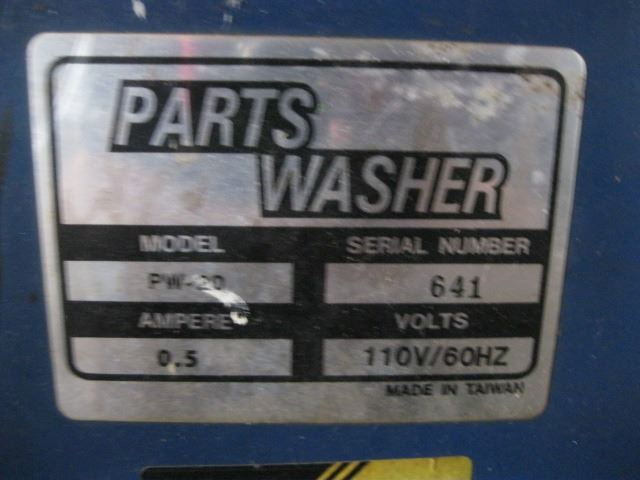 PARTS
WASHER
MODEL SERIAL NUMBER
PW-20 641
AMPERE VOLTS
0.5 110V/60HZ
MADE IN TAIWAN